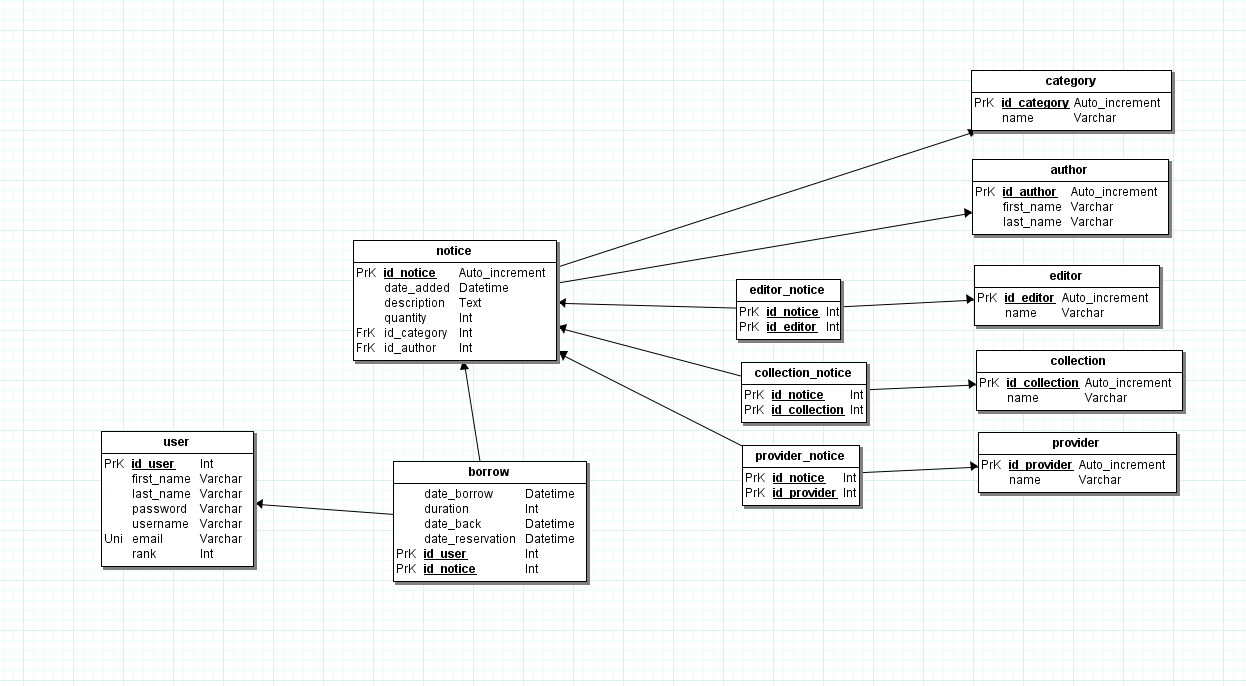 category
PrK id_category Auto_increment
name Varchar
author
PrK id_author Auto_increment
first_name Varchar
last_name Varchar
notice
PrK id_notice Auto_increment
date_added Datetime
description Text
quantity Int
FrK id_category Int
FrK id_author Int
editor_notice
PrK id_notice Int
PrK id_editor Int
editor
PrK id_editor Auto_increment
name Varchar
collection_notice
PrK id_notice Int
PrK id_collection Int
collection
PrK id_collection Auto_increment
name Varchar
provider_notice
PrK id_notice Int
PrK id_provider Int
provider
PrK id_provider Auto_increment
name Varchar
user
PrK id_user Int
first_name Varchar
last_name Varchar
password Varchar
username Varchar
Uni email Varchar
rank Int
borrow
date_borrow Datetime
duration Int
date_back Datetime
date_reservation Datetime
PrK id_user Int
PrK id_notice Int